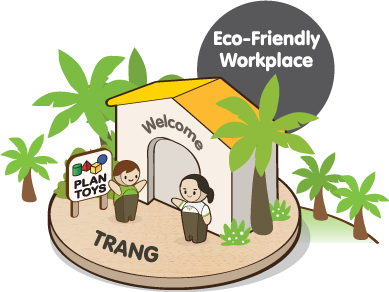 Eco-Friendly
Workplace
Welcome
PLAN
TOYS
TRANG